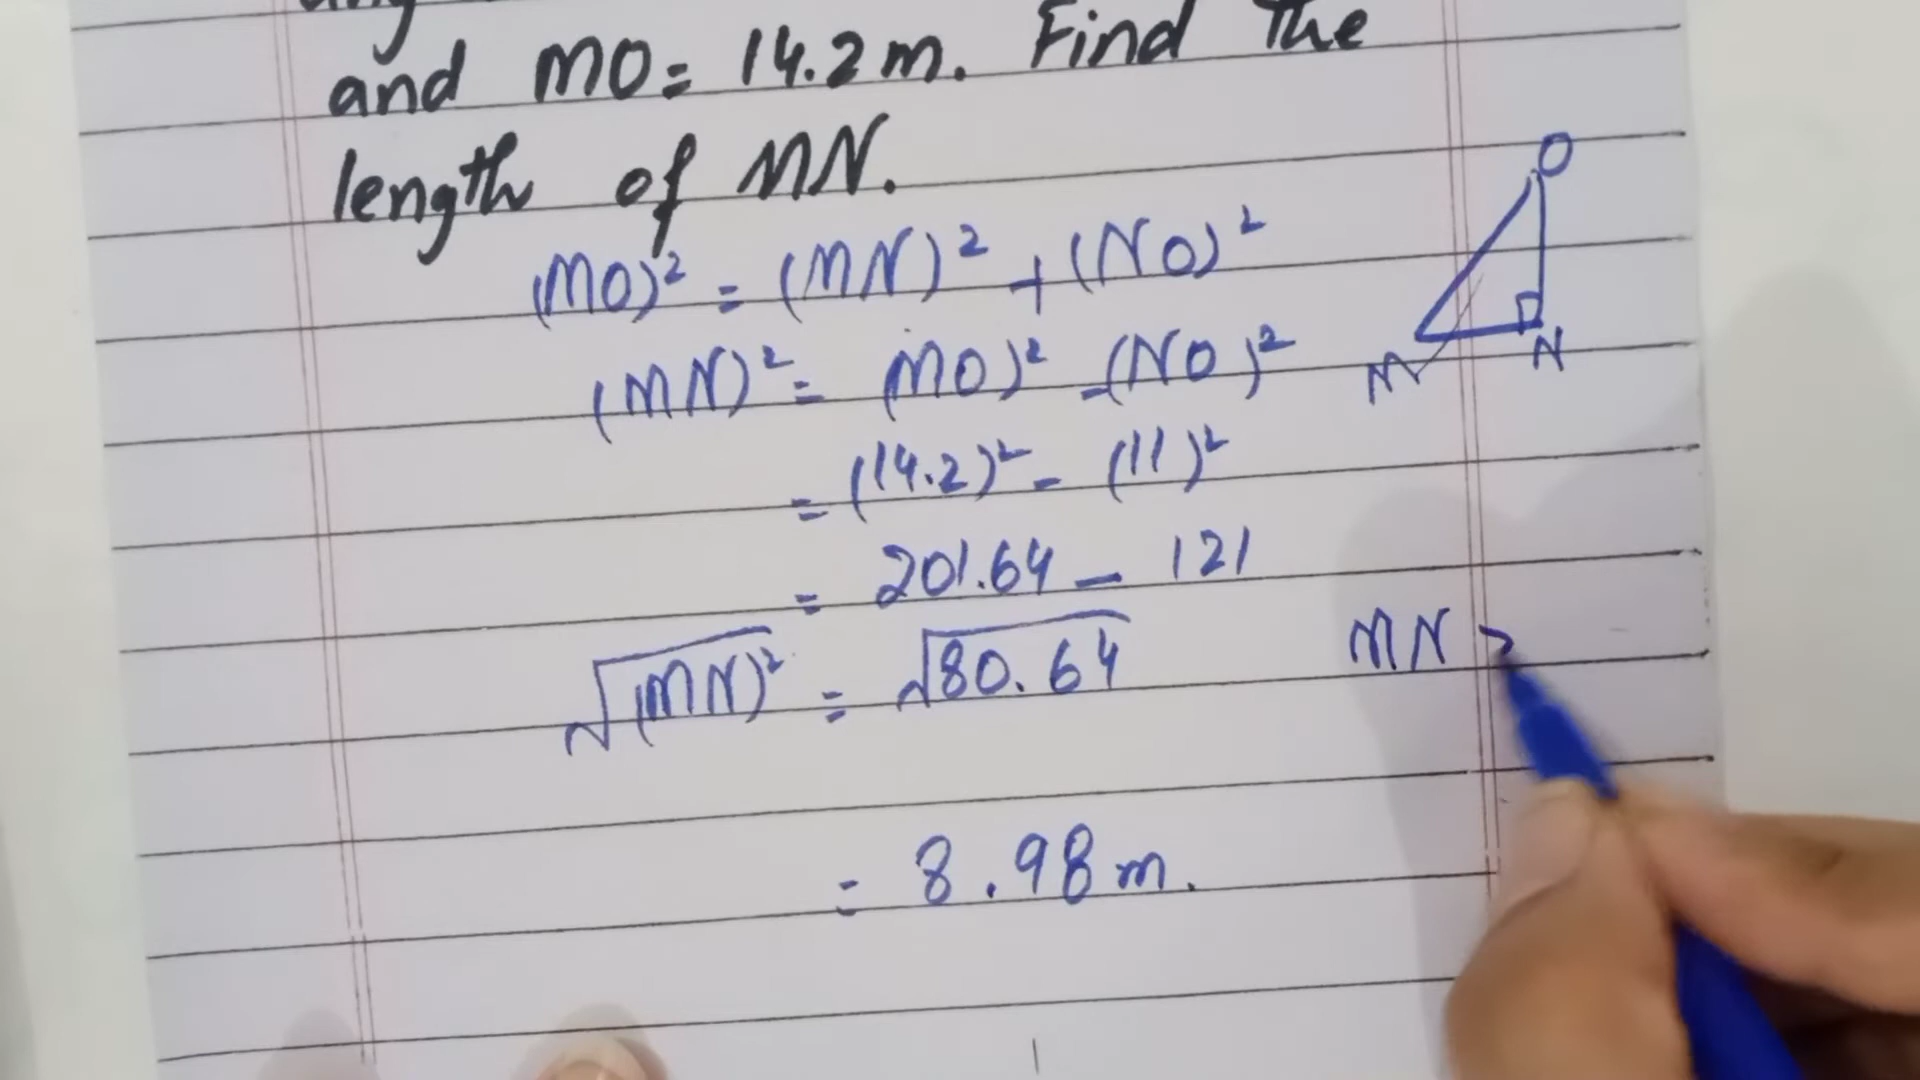 and MO = 14.2 m. Find The
length of MN.
(MO)² = (MN)² + (NO)²
(MN)² = (MO)² - (NO)²
= (14.2)² - (11)²
= 201.64 - 121
√(MN)² = √80.64
MN
= 8.98 m.
O
M
N